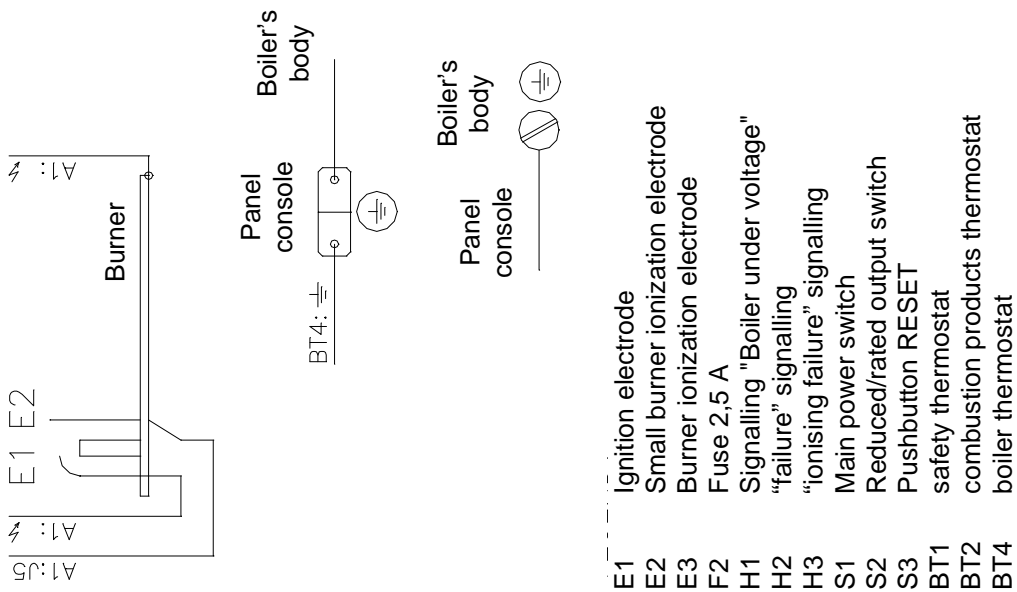 A1:
A1:J5
A1:
E1 E2
Burner
BT4:
Panel
console
Boiler's
body
Panel
console
Boiler's
body
E1 Ignition electrode
E2 Small burner ionization electrode
E3 Burner ionization electrode
F2 Fuse 2,5 A
H1 Signalling "Boiler under voltage"
H2 “failure” signalling
H3 “ionising failure” signalling
S1 Main power switch
S2 Reduced/rated output switch
S3 Pushbutton RESET
BT1 safety thermostat
BT2 combustion products thermostat
BT4 boiler thermostat